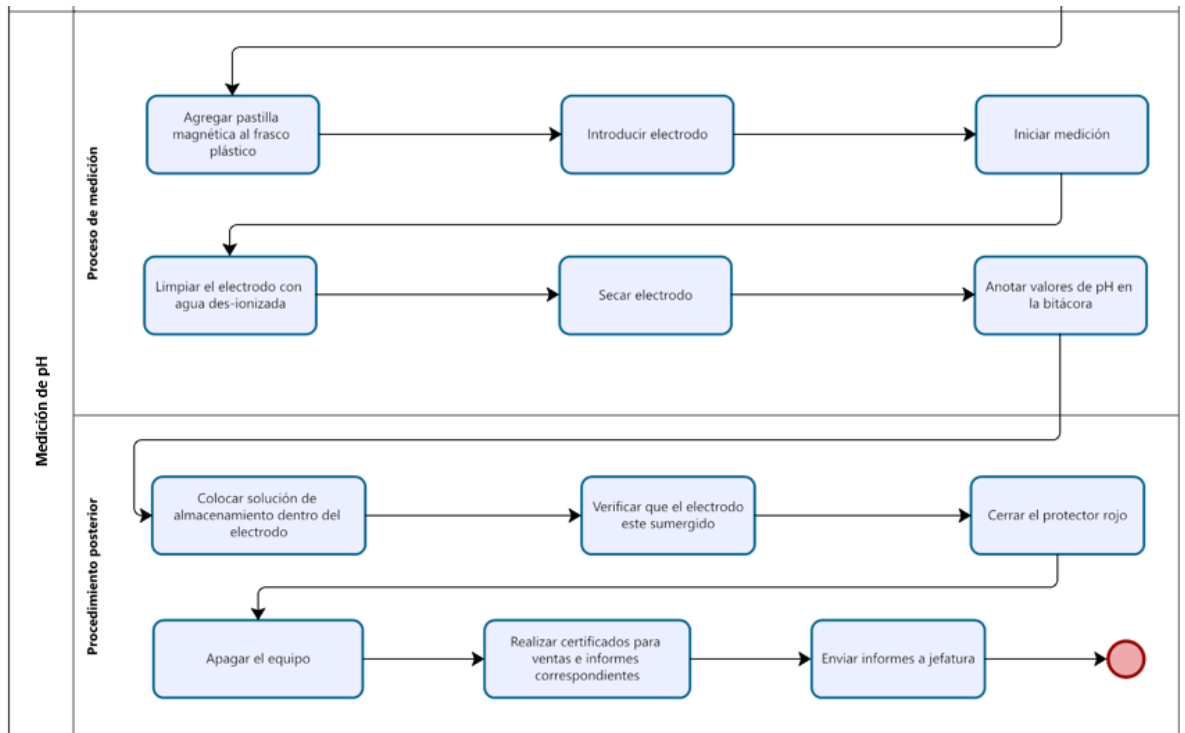 Medición de pH
Proceso de medición
Agregar pastilla
magnética al frasco
plástico
Introducir electrodo
Iniciar medición
Limpiar el electrodo con
agua des-ionizada
Secar electrodo
Anotar valores de pH en
la bitácora
Procedimiento posterior
Colocar solución de
almacenamiento dentro del
electrodo
Verificar que el electrodo
este sumergido
Cerrar el protector rojo
Apagar el equipo
Realizar certificados para
ventas e informes
correspondientes
Enviar informes a jefatura